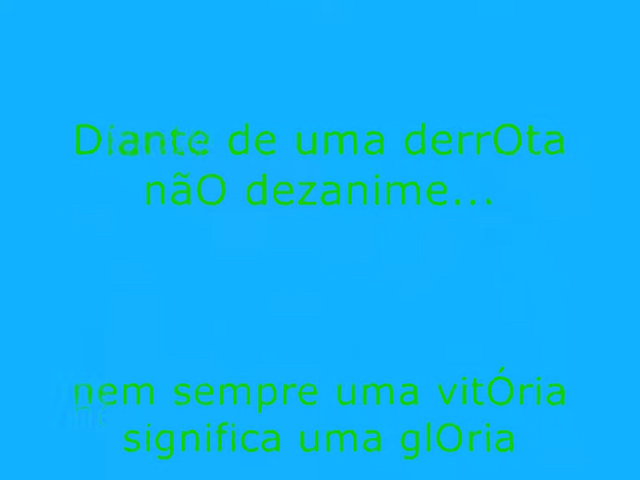 Diante de uma derrOta
nãO dezanime...
nem sempre uma vitÓria
significa uma glOria